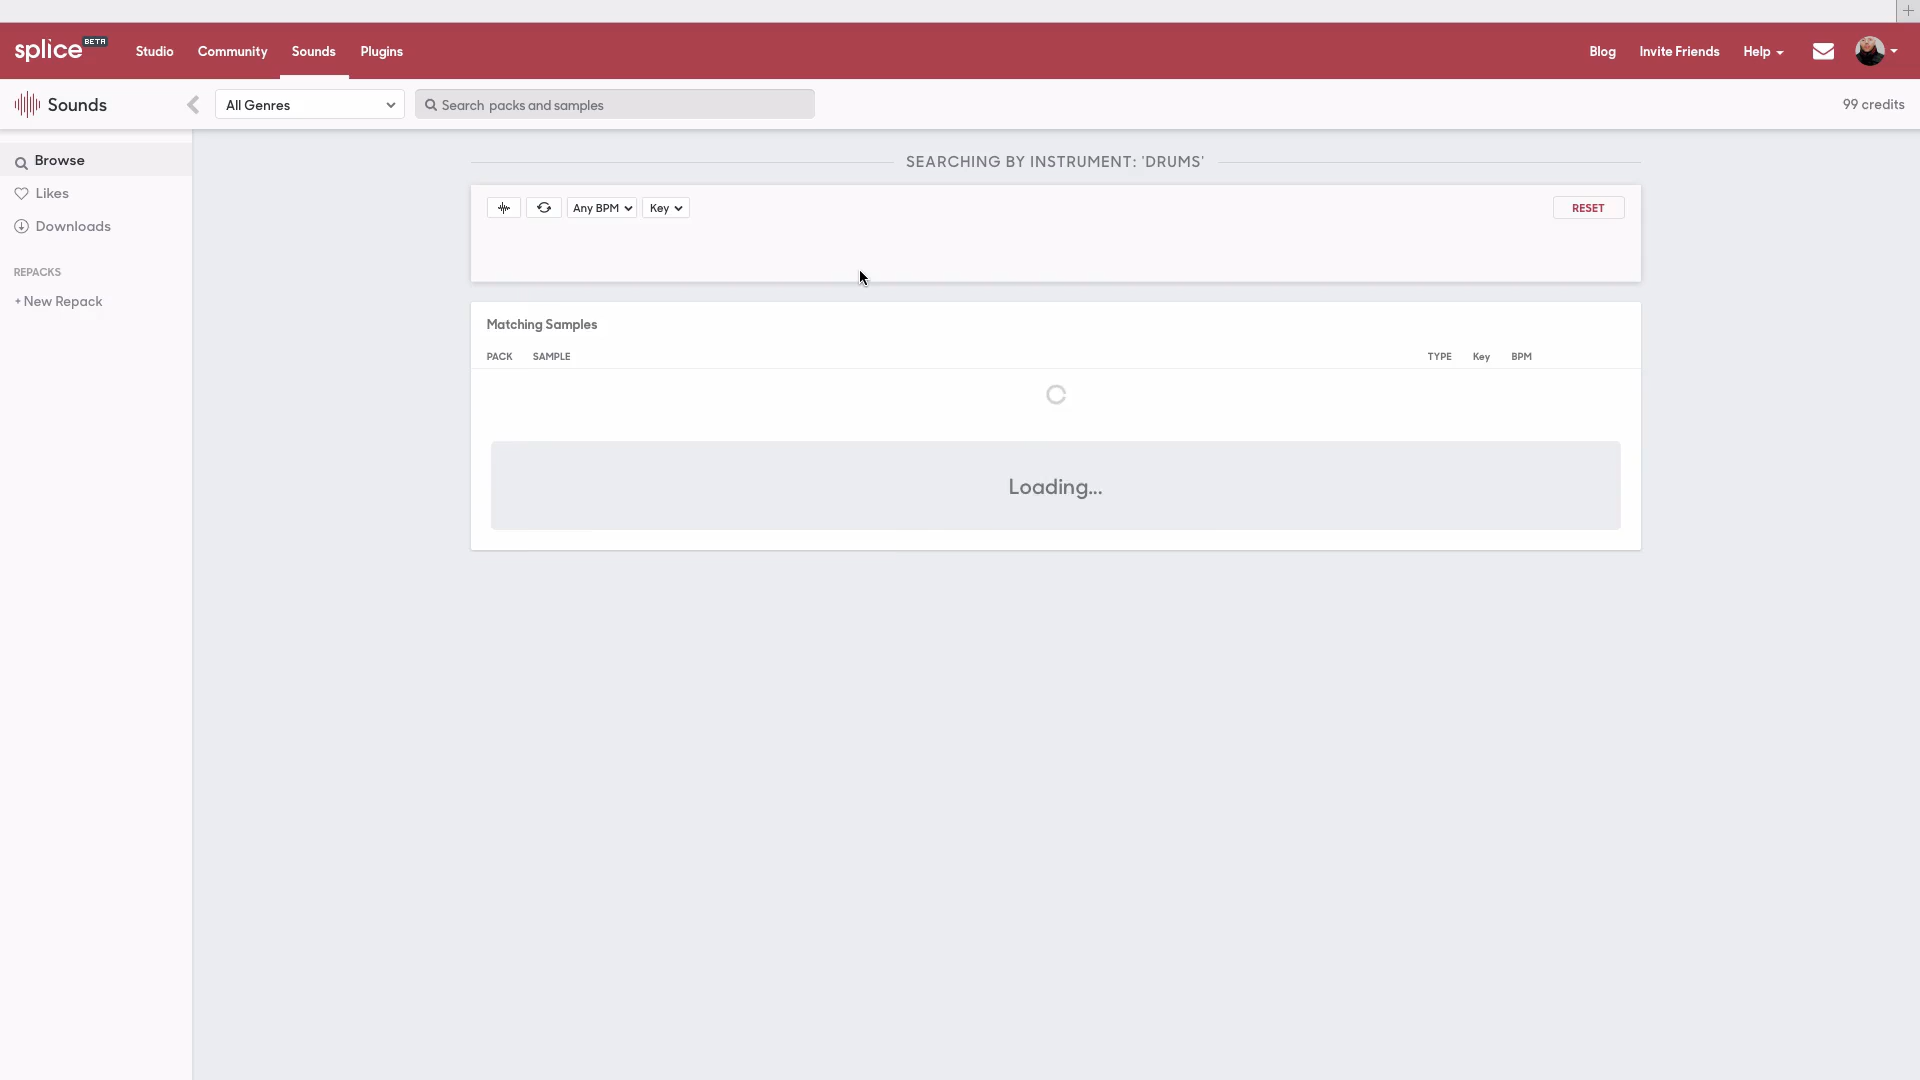 splice BETA
Studio
Community
Sounds
Plugins
Blog
Invite Friends
Help
Sounds
All Genres
Search packs and samples
99 credits
Browse
Likes
Downloads
REPACKS
+ New Repack
SEARCHING BY INSTRUMENT: 'DRUMS'
Any BPM
Key
RESET
Matching Samples
PACK
SAMPLE
TYPE
Key
BPM
Loading...